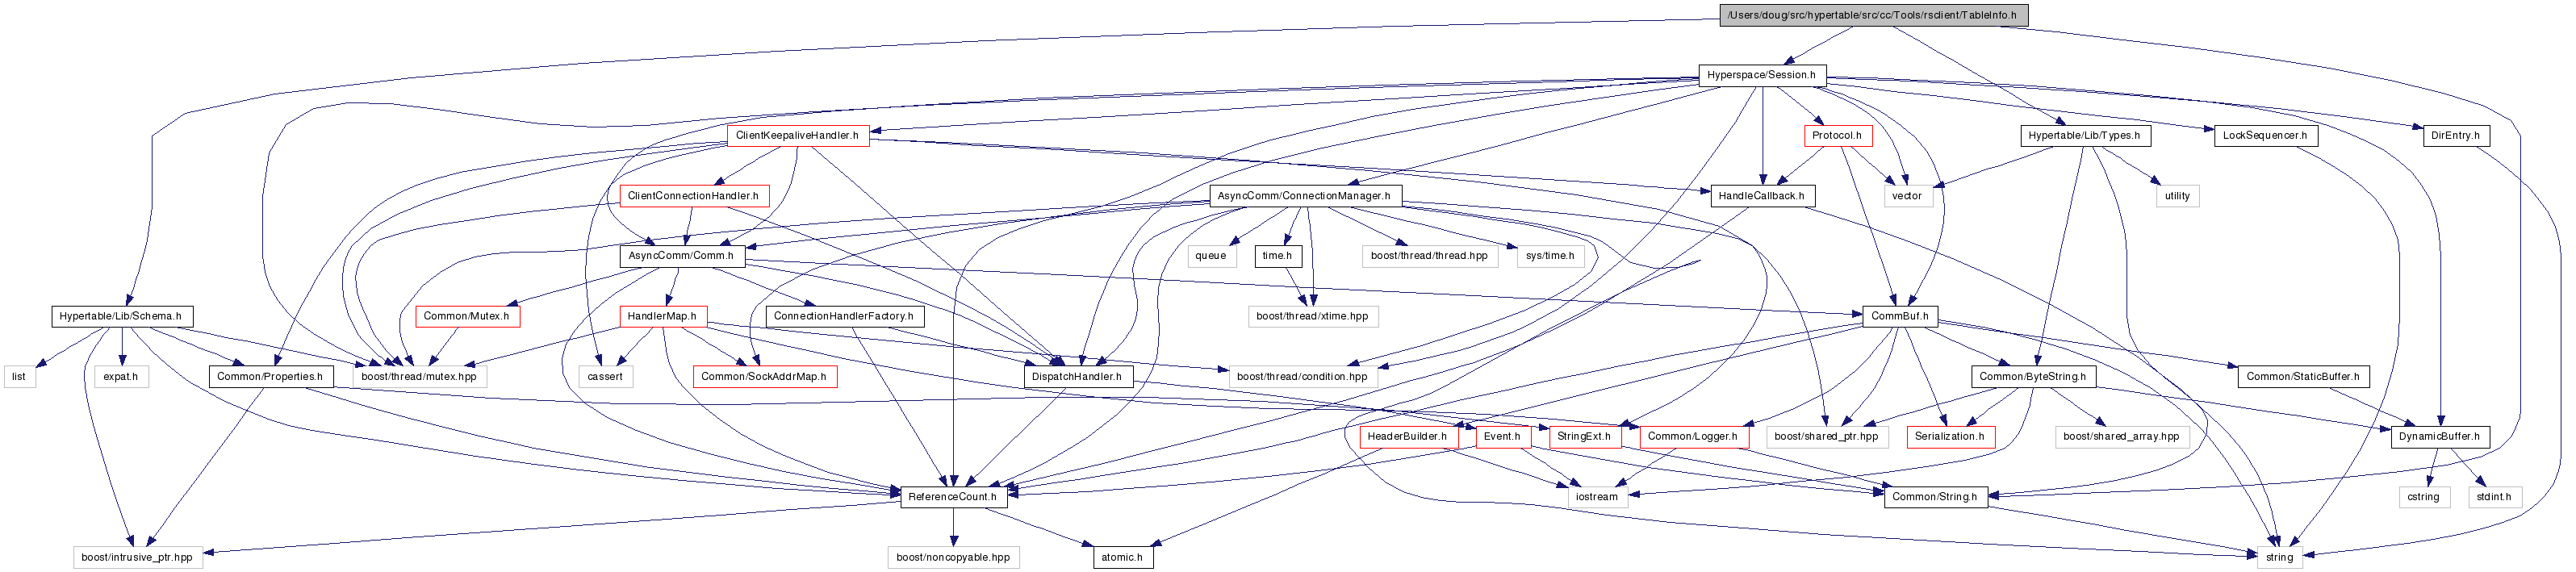 /Users/doug/src/hypertable/src/cc/Tools/rsclient/TableInfo.h
Hyperspace/Session.h
ClientKeepaliveHandler.h
Protocol.h
Hypertable/Lib/Types.h
LockSequencer.h
DirEntry.h
ClientConnectionHandler.h
AsyncComm/ConnectionManager.h
HandleCallback.h
vector
utility
AsyncComm/Comm.h
queue
time.h
boost/thread/thread.hpp
sys/time.h
Hypertable/Lib/Schema.h
Common/Mutex.h
HandlerMap.h
ConnectionHandlerFactory.h
boost/thread/xtime.hpp
CommBuf.h
list
expat.h
Common/Properties.h
boost/thread/mutex.hpp
cassert
Common/SockAddrMap.h
DispatchHandler.h
boost/thread/condition.hpp
Common/ByteString.h
Common/StaticBuffer.h
HeaderBuilder.h
Event.h
StringExt.h
Common/Logger.h
boost/shared_ptr.hpp
Serialization.h
boost/shared_array.hpp
DynamicBuffer.h
ReferenceCount.h
iostream
Common/String.h
cstring
stdint.h
boost/intrusive_ptr.hpp
boost/noncopyable.hpp
atomic.h
string